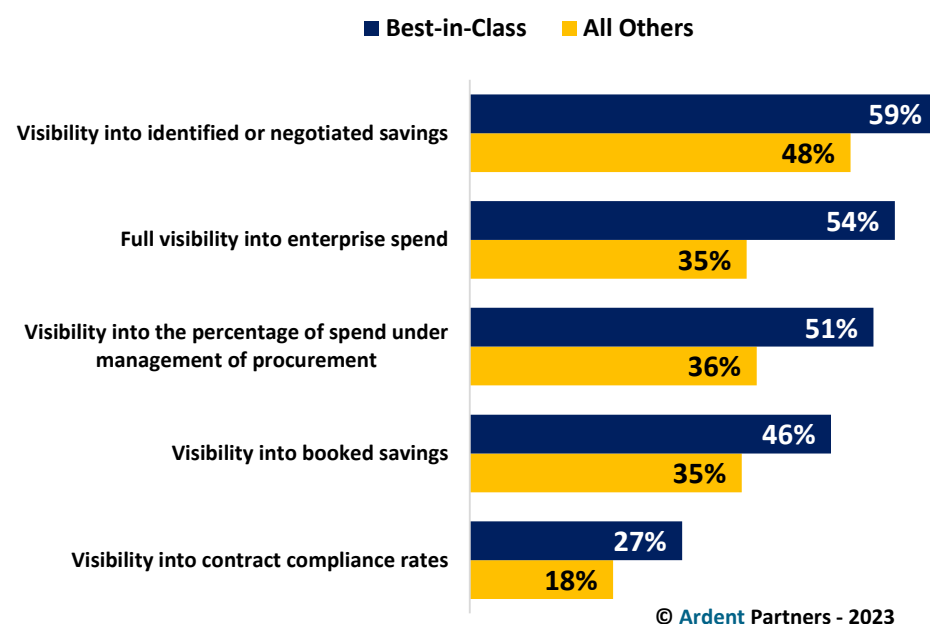 Best-in-Class All Others
Visibility into identified or negotiated savings
59%
48%
Full visibility into enterprise spend
54%
35%
Visibility into the percentage of spend under
management of procurement
51%
36%
Visibility into booked savings
46%
35%
Visibility into contract compliance rates
27%
18%
© Ardent Partners - 2023